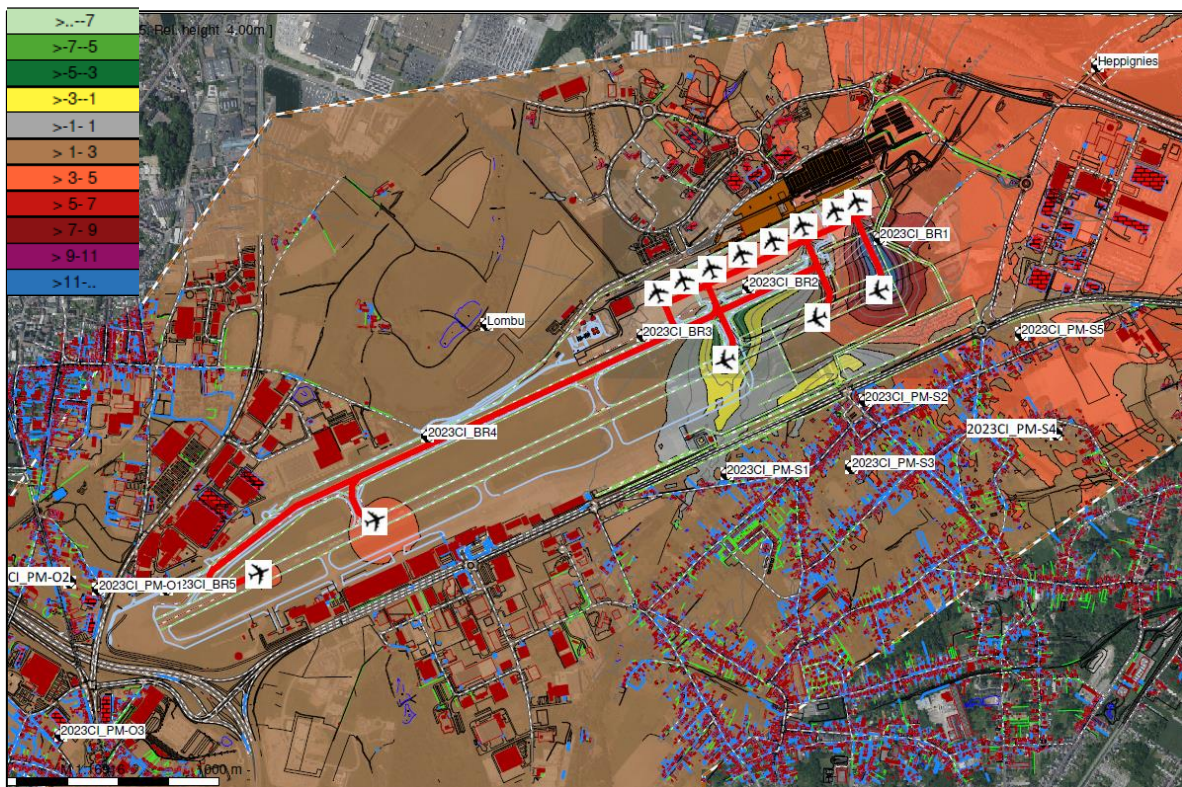 >..--7
5 Rel. height 4.00m ]
>-7--5
>-5--3
>-3--1
>-1- 1
> 1- 3
> 3- 5
> 5- 7
> 7- 9
> 9-11
>11-..
Heppignies
2023CI_BR1
2023CI_BR2
Lombu
2023CI_BR3
2023CI_PM-S5
2023CI_PM-S2
2023CI_BR4
2023CI_PM-S4
2023CI_PM-S3
2023CI_PM-S1
CI_PM-O2
2023CI_PM-O1
23CI_BR5
2023CI_PM-O3
1000 m